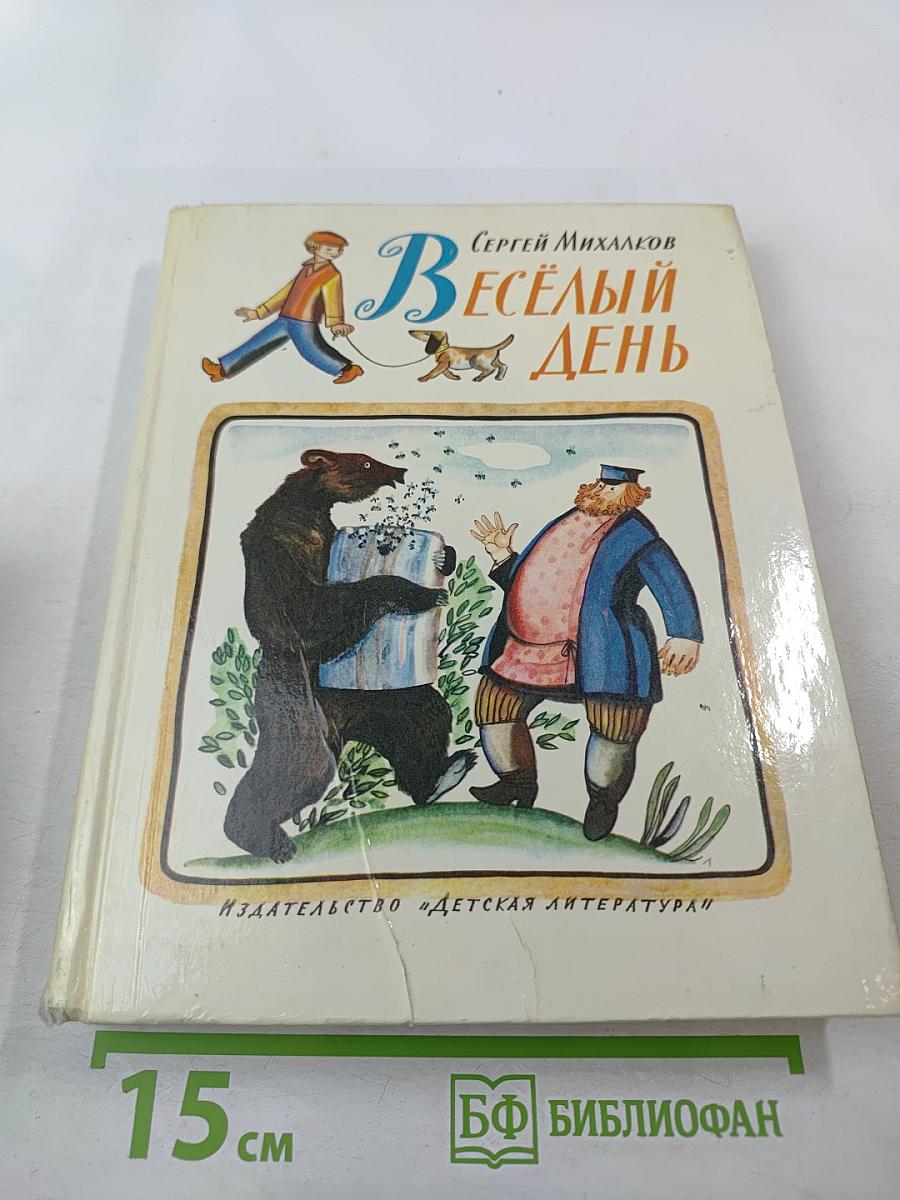 Сергей Михалков
Весёлый
день
Издательство "Детская литература"
15 см
БФ БИБЛИОФАН